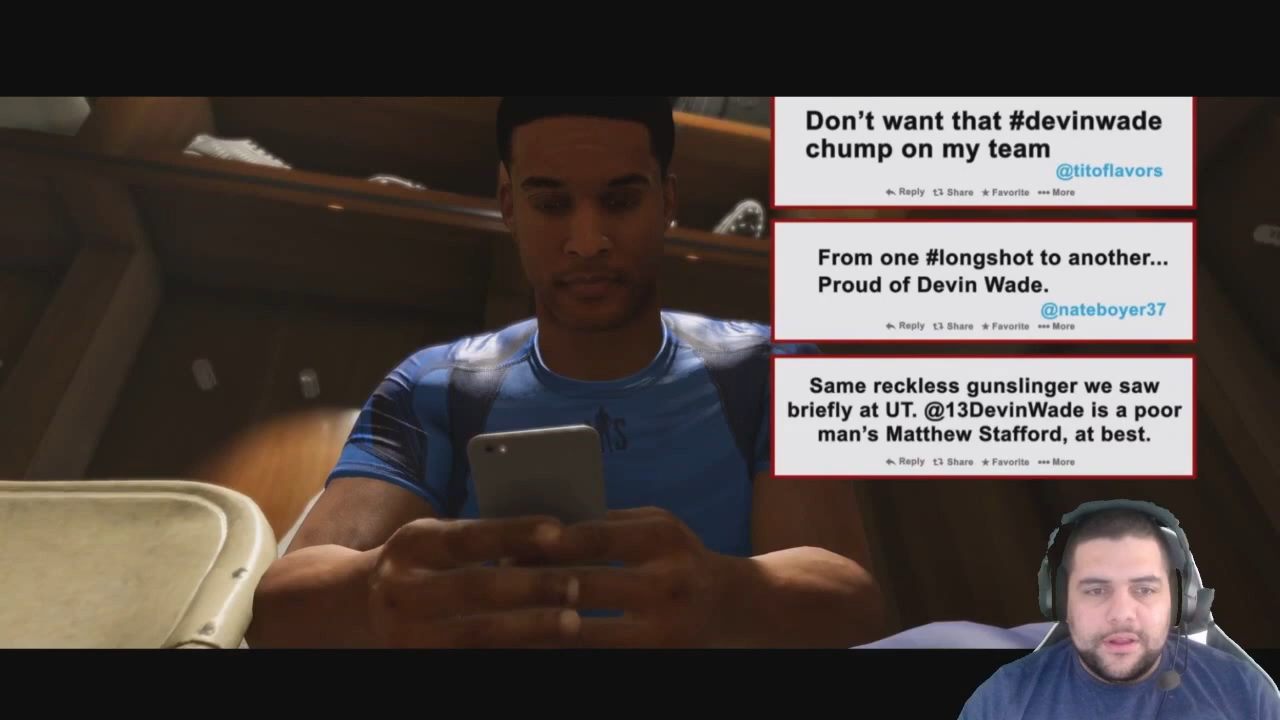 Don't want that #devinwade
chump on my team
@titoflavors
Reply Share Favorite More
From one #longshot to another...
Proud of Devin Wade.
@nateboyer37
Reply Share Favorite More
Same reckless gunslinger we saw
briefly at UT. @13DevinWade is a poor
man's Matthew Stafford, at best.
Reply Share Favorite More